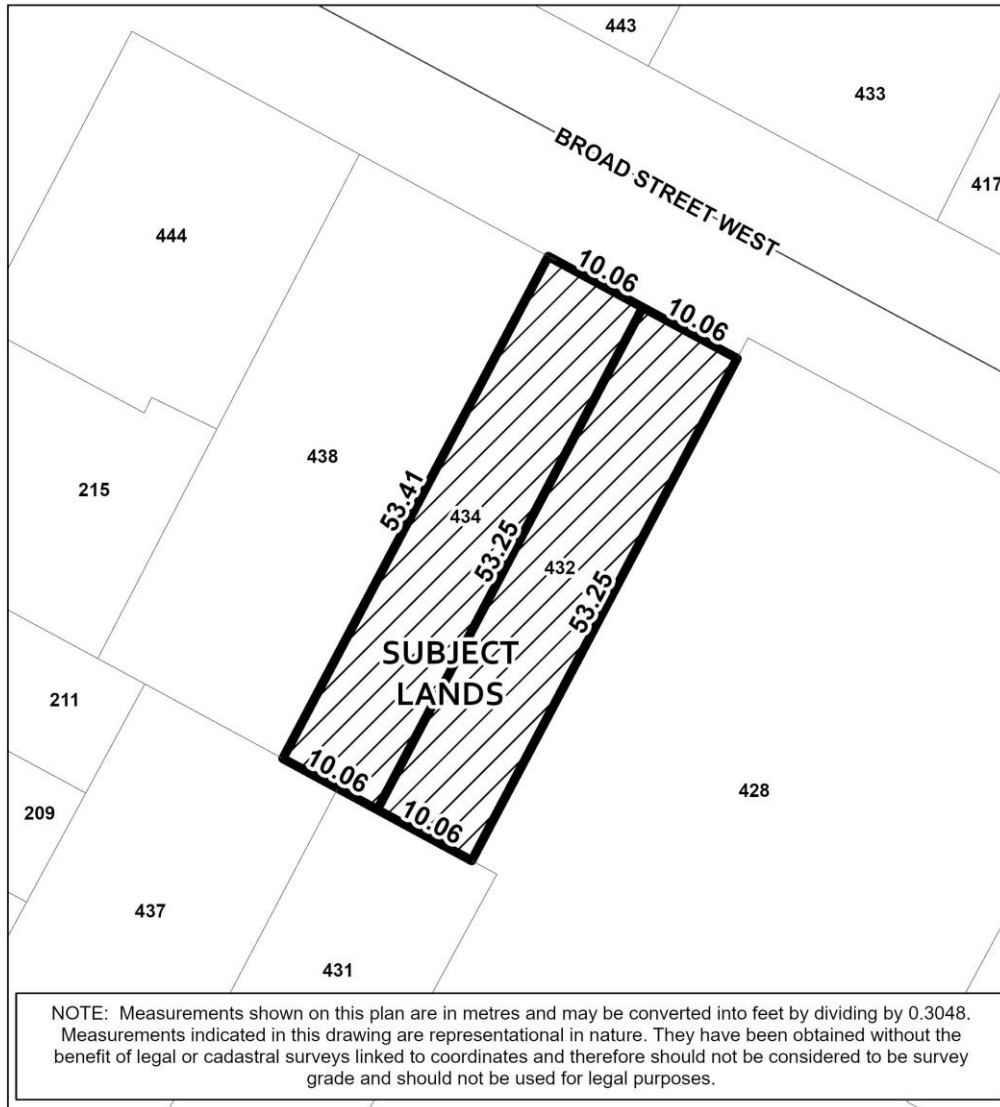 443
433
417
BROAD STREET WEST
444
10.06
10.06
438
53.41
215
434
53.25
432
53.25
SUBJECT
LANDS
211
10.06
428
209
10.06
437
431
NOTE: Measurements shown on this plan are in metres and may be converted into feet by dividing by 0.3048.
Measurements indicated in this drawing are representational in nature. They have been obtained without the
benefit of legal or cadastral surveys linked to coordinates and therefore should not be considered to be survey
grade and should not be used for legal purposes.